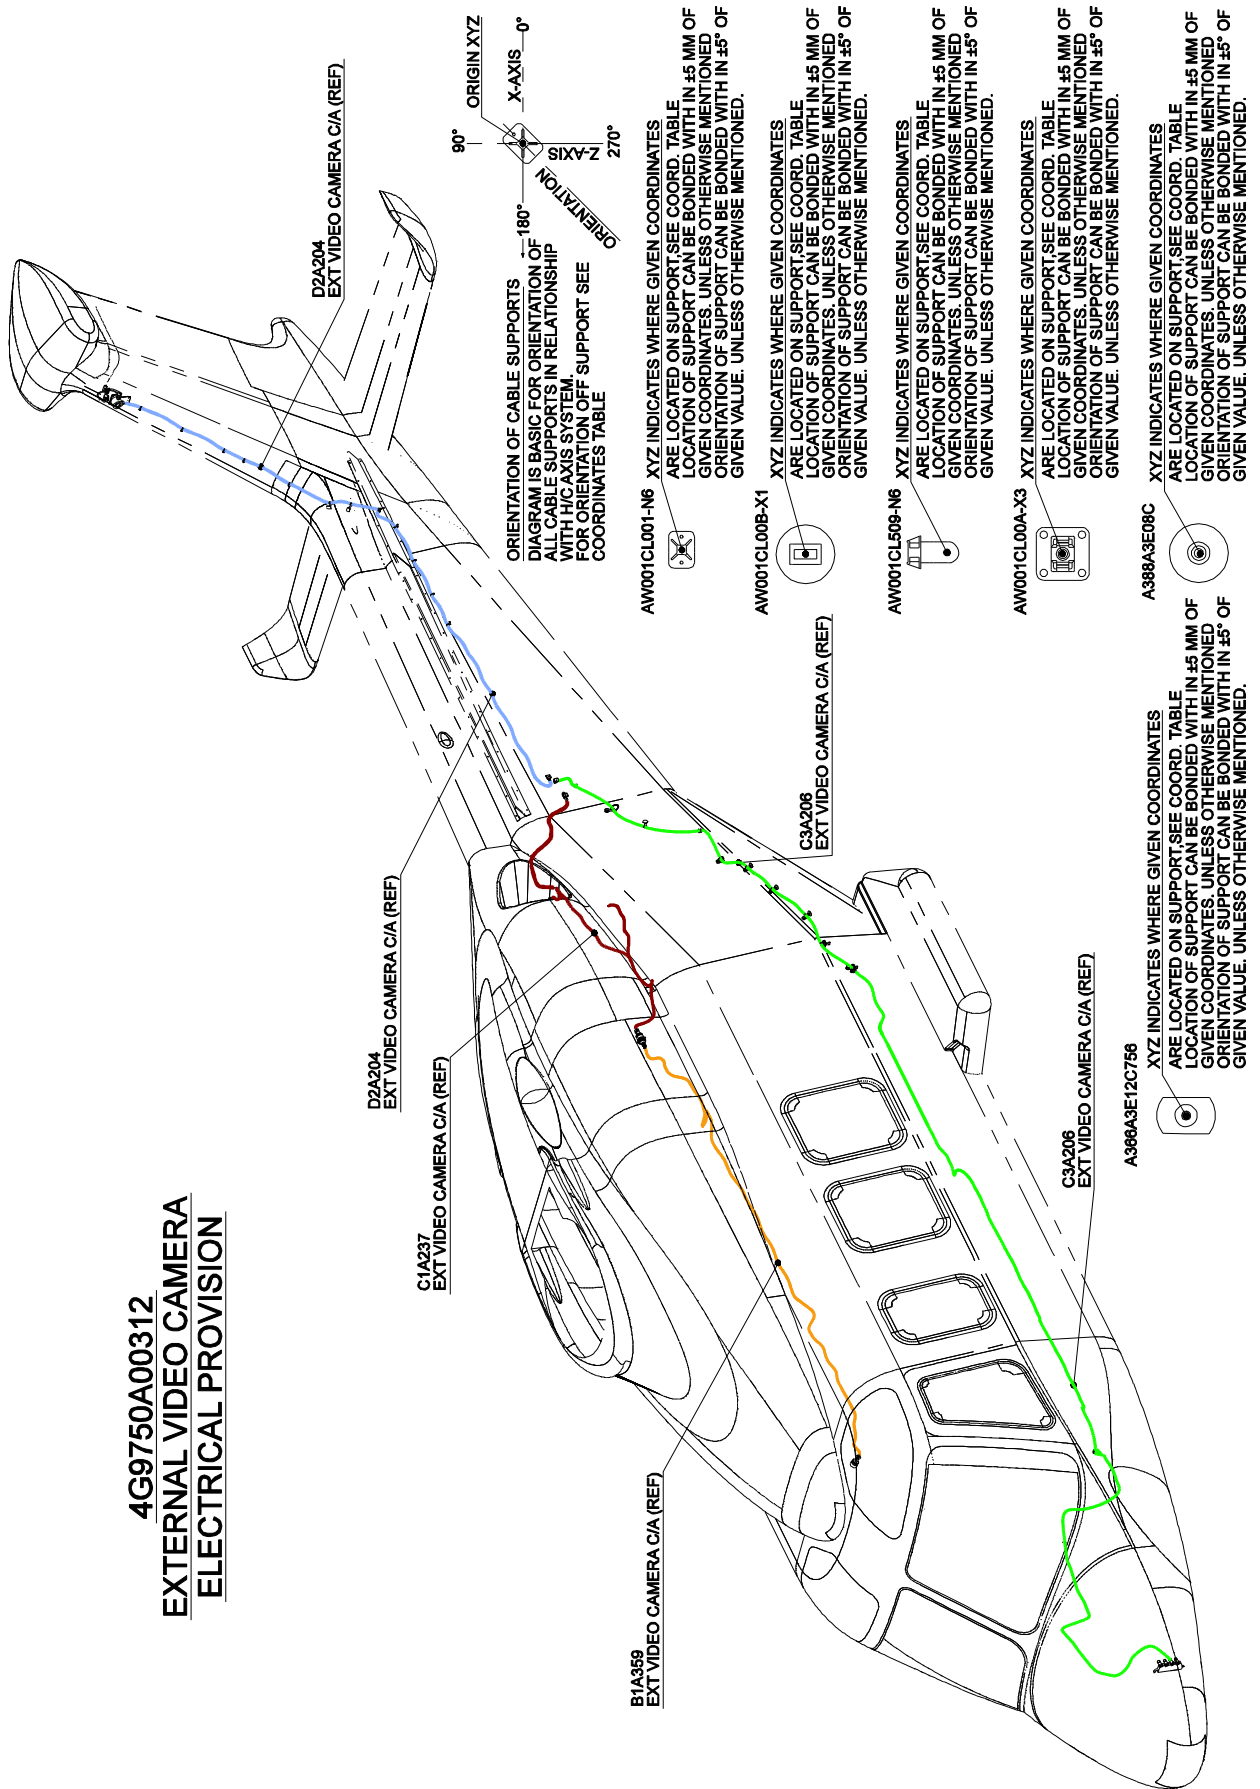 4G9750A00312
EXTERNAL VIDEO CAMERA
ELECTRICAL PROVISION
B1A359
EXT VIDEO CAMERA C/A (REF)
C1A237
EXT VIDEO CAMERA C/A (REF)
D2A204
EXT VIDEO CAMERA C/A (REF)
D2A204
EXT VIDEO CAMERA C/A (REF)
C3A206
EXT VIDEO CAMERA C/A (REF)
C3A206
EXT VIDEO CAMERA C/A (REF)
ORIGIN XYZ
90°
X-AXIS
0°
180°
Z-AXIS
270°
ORIENTATION
ORIENTATION OF CABLE SUPPORTS
DIAGRAM IS BASIC FOR ORIENTATION OF
ALL CABLE SUPPORTS IN RELATIONSHIP
WITH H/C AXIS SYSTEM.
FOR ORIENTATION OFF SUPPORT SEE
COORDINATES TABLE
AW001CL001-N6
XYZ INDICATES WHERE GIVEN COORDINATES
ARE LOCATED ON SUPPORT,SEE COORD. TABLE
LOCATION OF SUPPORT CAN BE BONDED WITH IN ±5 MM OF
GIVEN COORDINATES. UNLESS OTHERWISE MENTIONED
ORIENTATION OF SUPPORT CAN BE BONDED WITH IN ±5° OF
GIVEN VALUE. UNLESS OTHERWISE MENTIONED.
AW001CL00B-X1
XYZ INDICATES WHERE GIVEN COORDINATES
ARE LOCATED ON SUPPORT,SEE COORD. TABLE
LOCATION OF SUPPORT CAN BE BONDED WITH IN ±5 MM OF
GIVEN COORDINATES. UNLESS OTHERWISE MENTIONED
ORIENTATION OF SUPPORT CAN BE BONDED WITH IN ±5° OF
GIVEN VALUE. UNLESS OTHERWISE MENTIONED.
AW001CL509-N6
XYZ INDICATES WHERE GIVEN COORDINATES
ARE LOCATED ON SUPPORT,SEE COORD. TABLE
LOCATION OF SUPPORT CAN BE BONDED WITH IN ±5 MM OF
GIVEN COORDINATES. UNLESS OTHERWISE MENTIONED
ORIENTATION OF SUPPORT CAN BE BONDED WITH IN ±5° OF
GIVEN VALUE. UNLESS OTHERWISE MENTIONED.
AW001CL00A-X3
XYZ INDICATES WHERE GIVEN COORDINATES
ARE LOCATED ON SUPPORT,SEE COORD. TABLE
LOCATION OF SUPPORT CAN BE BONDED WITH IN ±5 MM OF
GIVEN COORDINATES. UNLESS OTHERWISE MENTIONED
ORIENTATION OF SUPPORT CAN BE BONDED WITH IN ±5° OF
GIVEN VALUE. UNLESS OTHERWISE MENTIONED.
A388A3E08C
XYZ INDICATES WHERE GIVEN COORDINATES
ARE LOCATED ON SUPPORT,SEE COORD. TABLE
LOCATION OF SUPPORT CAN BE BONDED WITH IN ±5 MM OF
GIVEN COORDINATES. UNLESS OTHERWISE MENTIONED
ORIENTATION OF SUPPORT CAN BE BONDED WITH IN ±5° OF
GIVEN VALUE. UNLESS OTHERWISE MENTIONED.
A366A3E12C756
XYZ INDICATES WHERE GIVEN COORDINATES
ARE LOCATED ON SUPPORT,SEE COORD. TABLE
LOCATION OF SUPPORT CAN BE BONDED WITH IN ±5 MM OF
GIVEN COORDINATES. UNLESS OTHERWISE MENTIONED
ORIENTATION OF SUPPORT CAN BE BONDED WITH IN ±5° OF
GIVEN VALUE. UNLESS OTHERWISE MENTIONED.